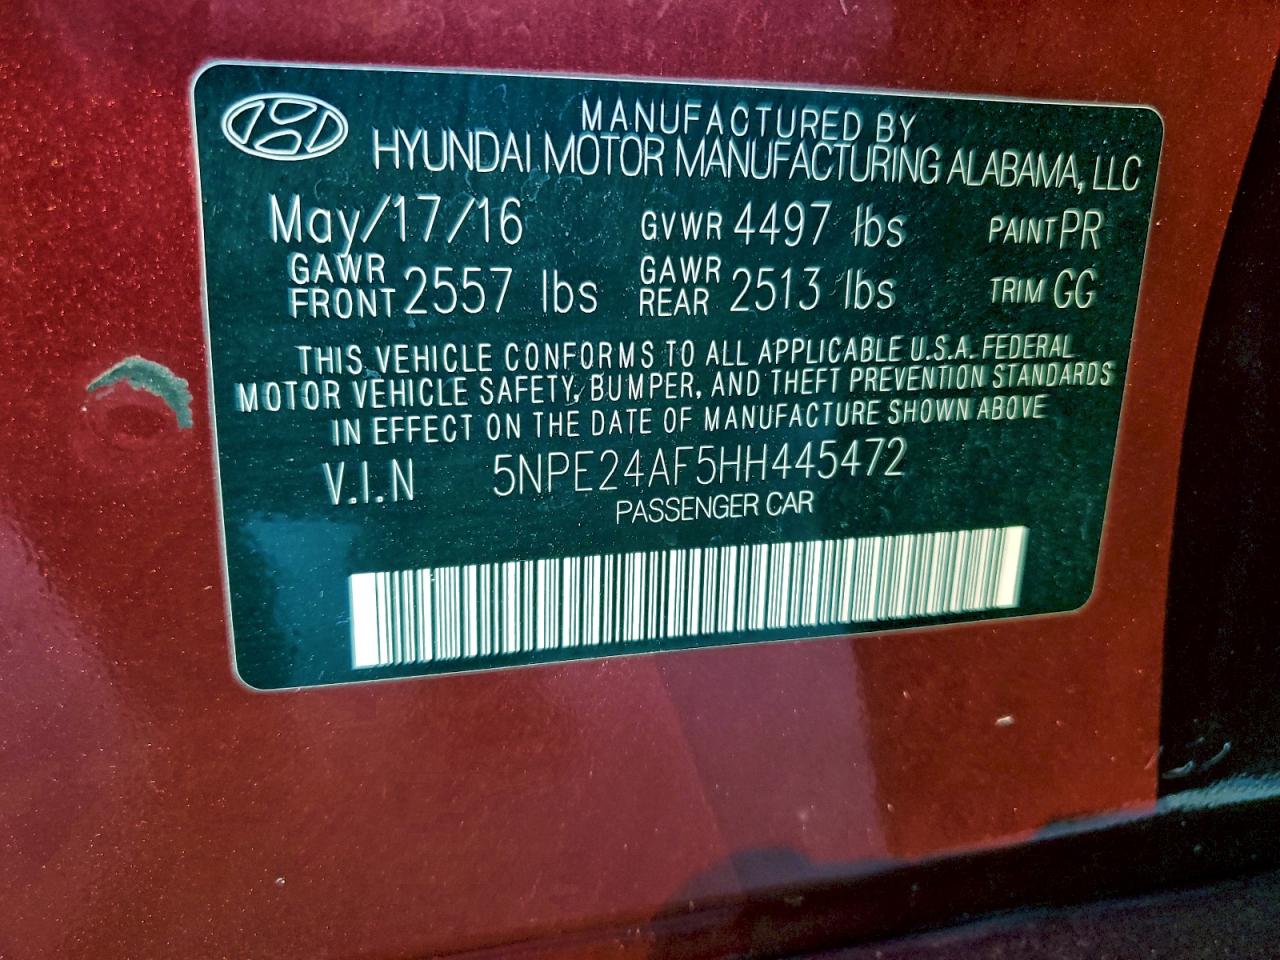 MANUFACTURED BY
HYUNDAI MOTOR MANUFACTURING ALABAMA, LLC
May/17/16 GVWR 4497 lbs PAINT PR
GAWR FRONT 2557 lbs GAWR REAR 2513 lbs TRIM GG
THIS VEHICLE CONFORMS TO ALL APPLICABLE U.S.A. FEDERAL
MOTOR VEHICLE SAFETY, BUMPER, AND THEFT PREVENTION STANDARDS
IN EFFECT ON THE DATE OF MANUFACTURE SHOWN ABOVE
V.I.N 5NPE24AF5HH445472
PASSENGER CAR